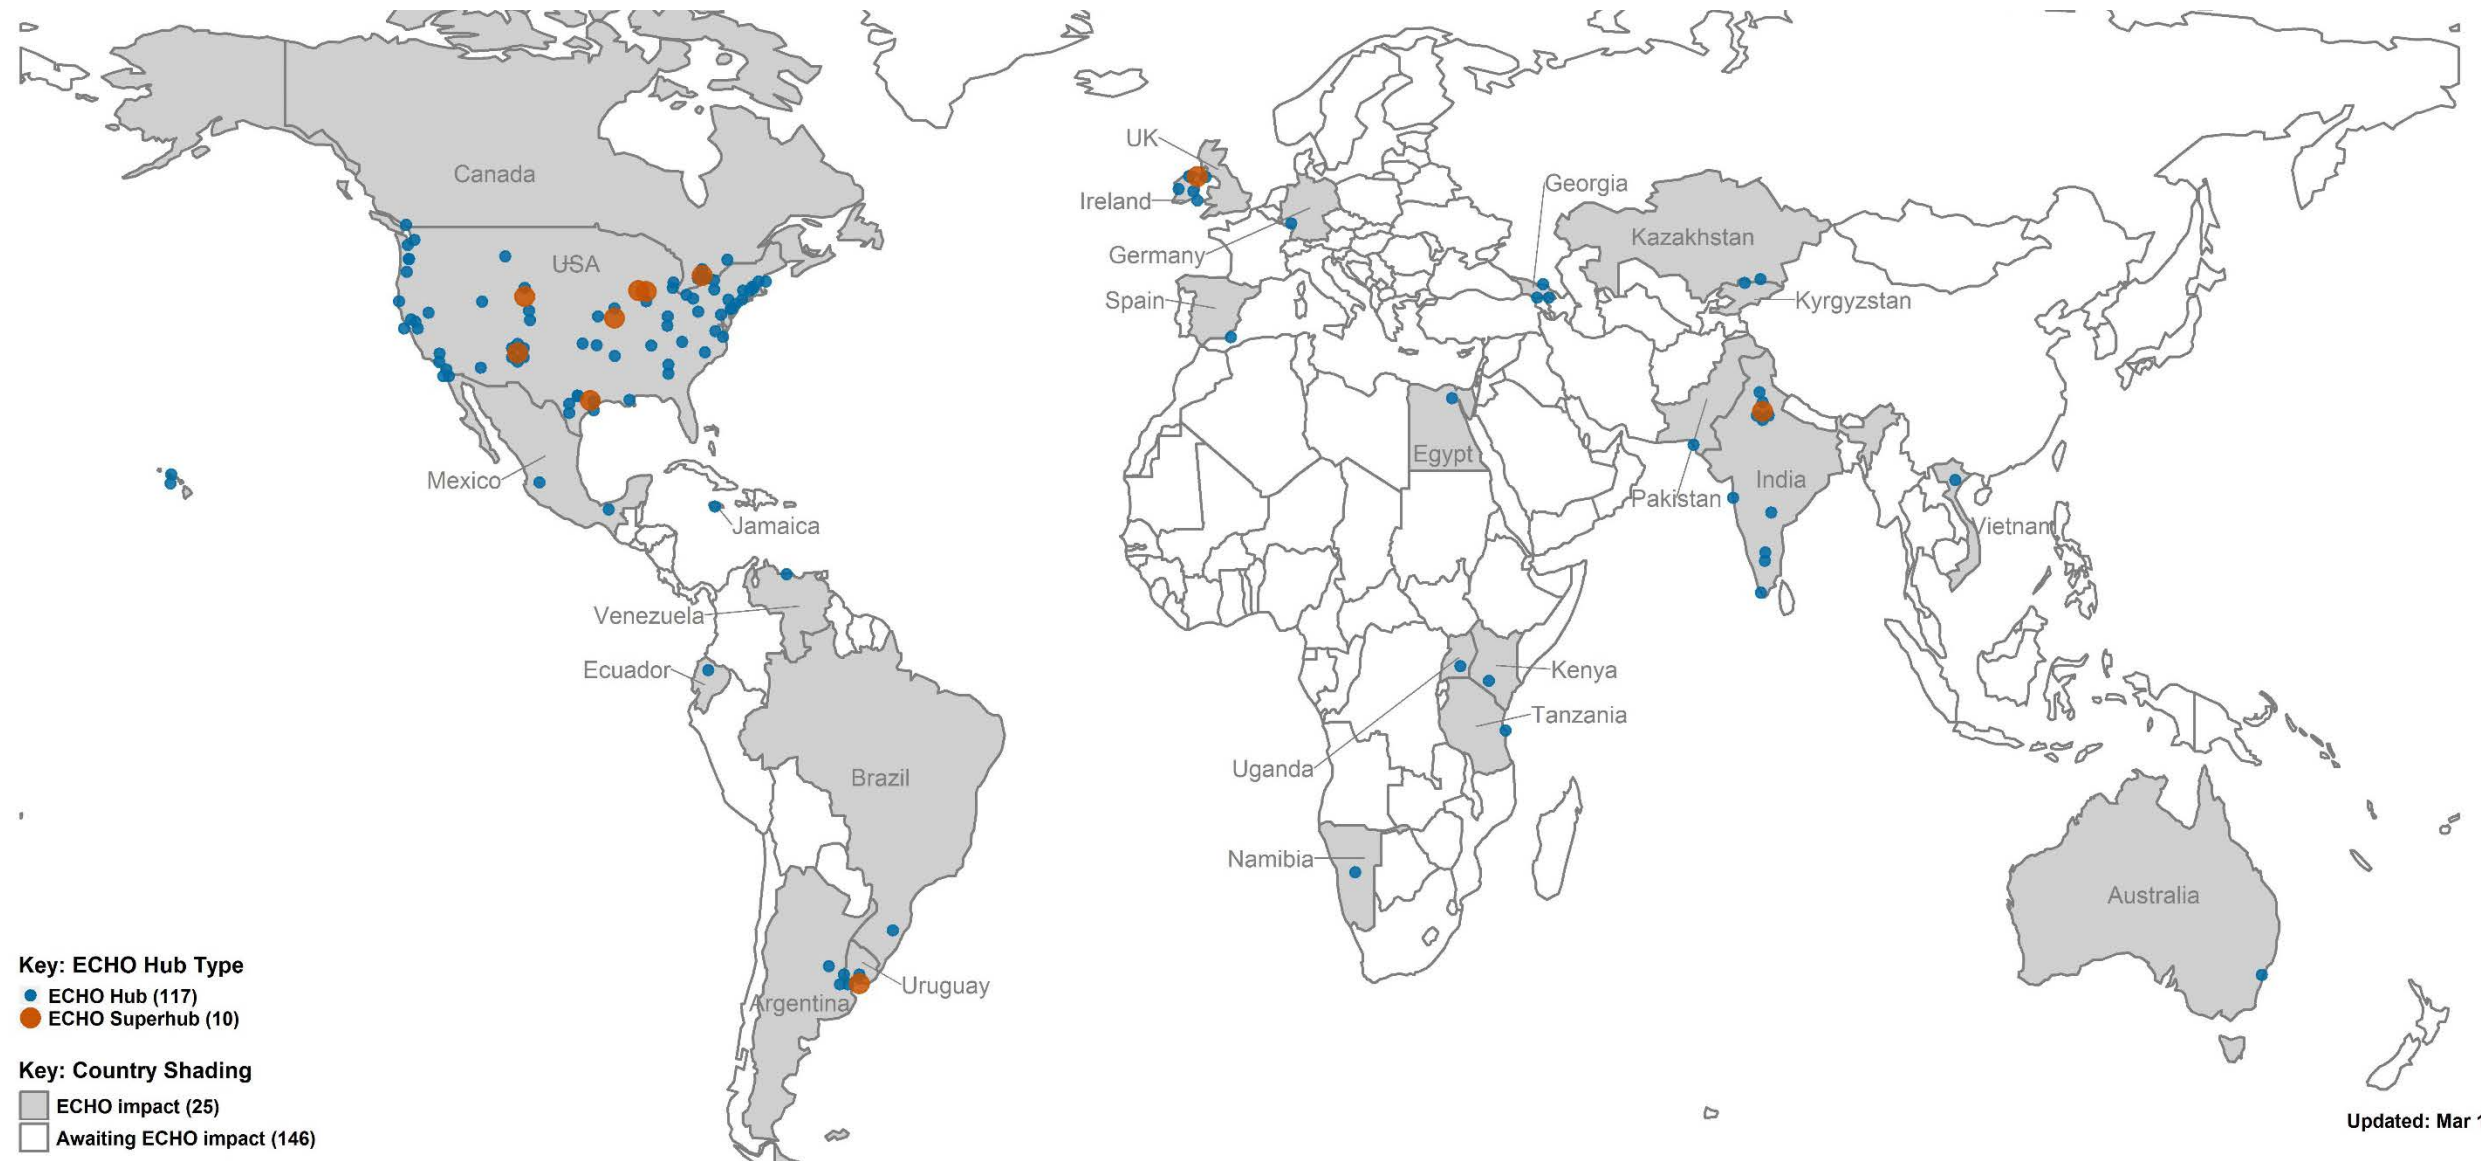 Canada
USA
Mexico
Jamaica
Venezuela
Ecuador
Brazil
Uruguay
Argentina
UK
Ireland
Germany
Spain
Georgia
Kazakhstan
Kyrgyzstan
Egypt
Pakistan
India
Vietnam
Kenya
Tanzania
Uganda
Namibia
Australia
Key: ECHO Hub Type
ECHO Hub (117)
ECHO Superhub (10)
Key: Country Shading
ECHO impact (25)
Awaiting ECHO impact (146)
Updated: Mar